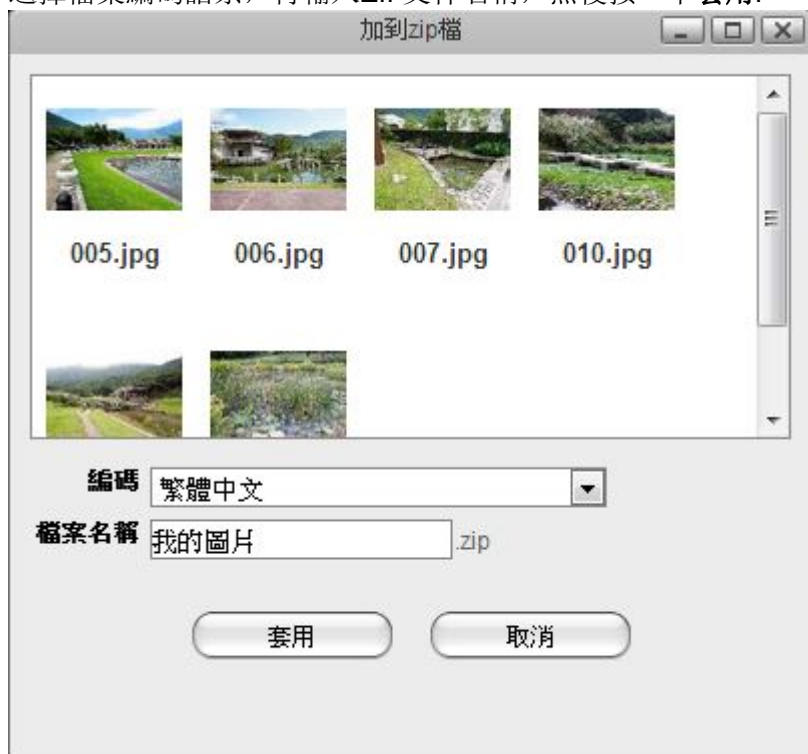 加到zip檔
005.jpg 006.jpg 007.jpg 010.jpg
編碼 繁體中文
檔案名稱 我的圖片 .zip
套用 取消